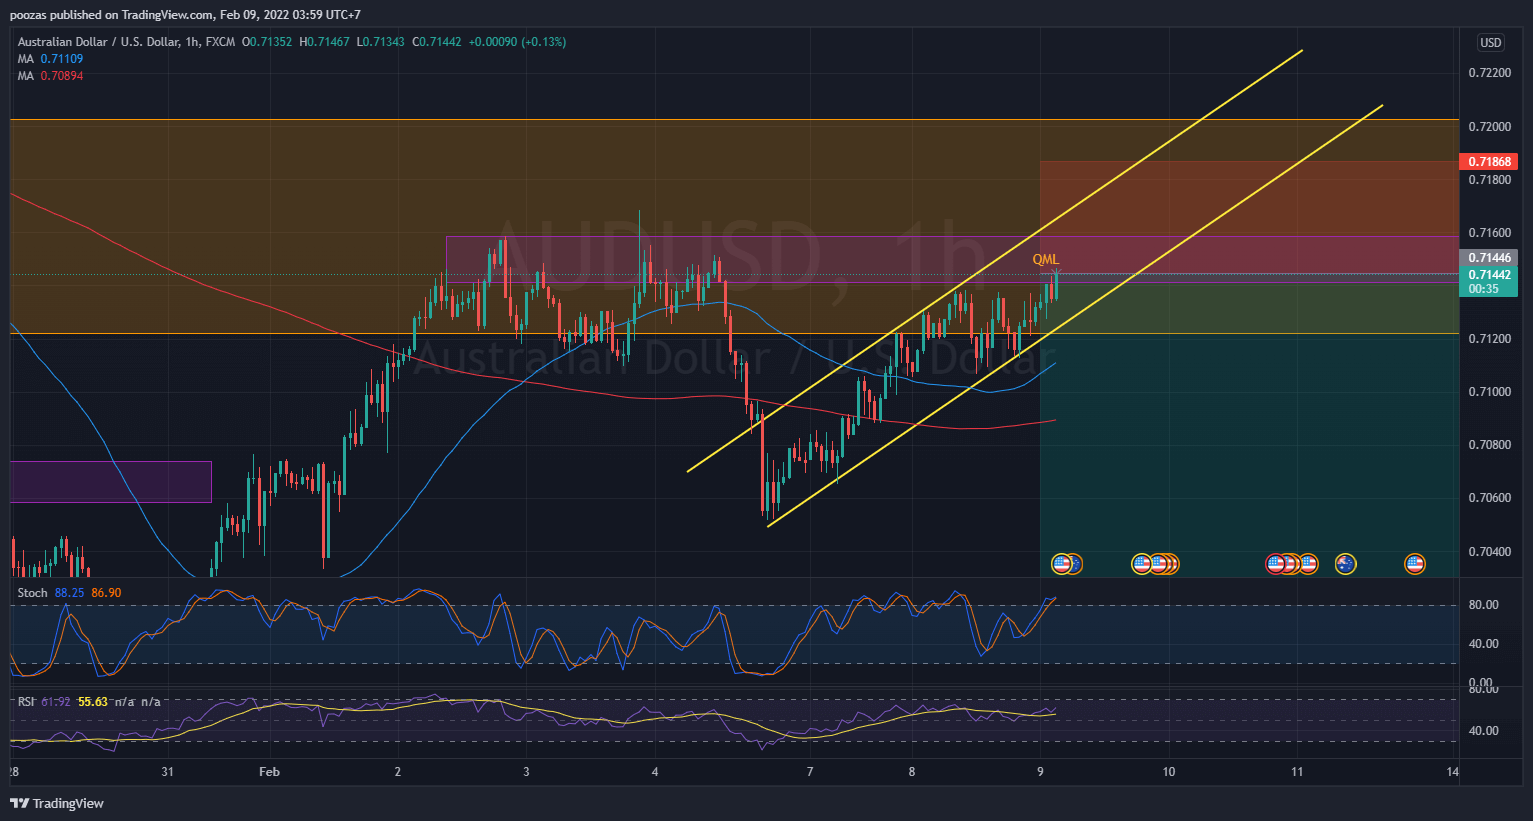 poozas published on TradingView.com, Feb 09, 2022 03:59 UTC+7
Australian Dollar / U.S. Dollar, 1h, FXCM O0.71352 H0.71467 L0.71343 C0.71442 +0.00090 (+0.13%)
MA 0.71109
MA 0.70894
USD
0.72200
0.72000
0.71868
0.71800
0.71600
0.71446
0.71442
00:35
0.71200
0.71000
0.70800
0.70600
0.70400
AUDUSD, 1h
Australian Dollar / U.S. Dollar
QML
Stoch 88.25 86.90
80.00
40.00
0.00
RSI 61.92 55.63 n/a n/a
80.00
40.00
28 31 Feb 2 3 4 7 8 9 10 11 14
TradingView